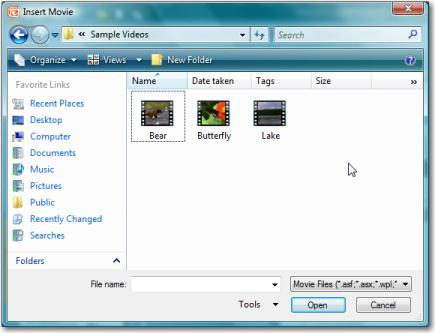 Insert Movie
« Sample Videos
Search
Organize Views New Folder
Favorite Links
Recent Places
Desktop
Computer
Documents
Music
Pictures
Public
Recently Changed
Searches
Folders
Name Date taken Tags Size »
Bear Butterfly Lake
File name: Movie Files (*.asf;*.asx;*.wpl;*
Tools Open Cancel